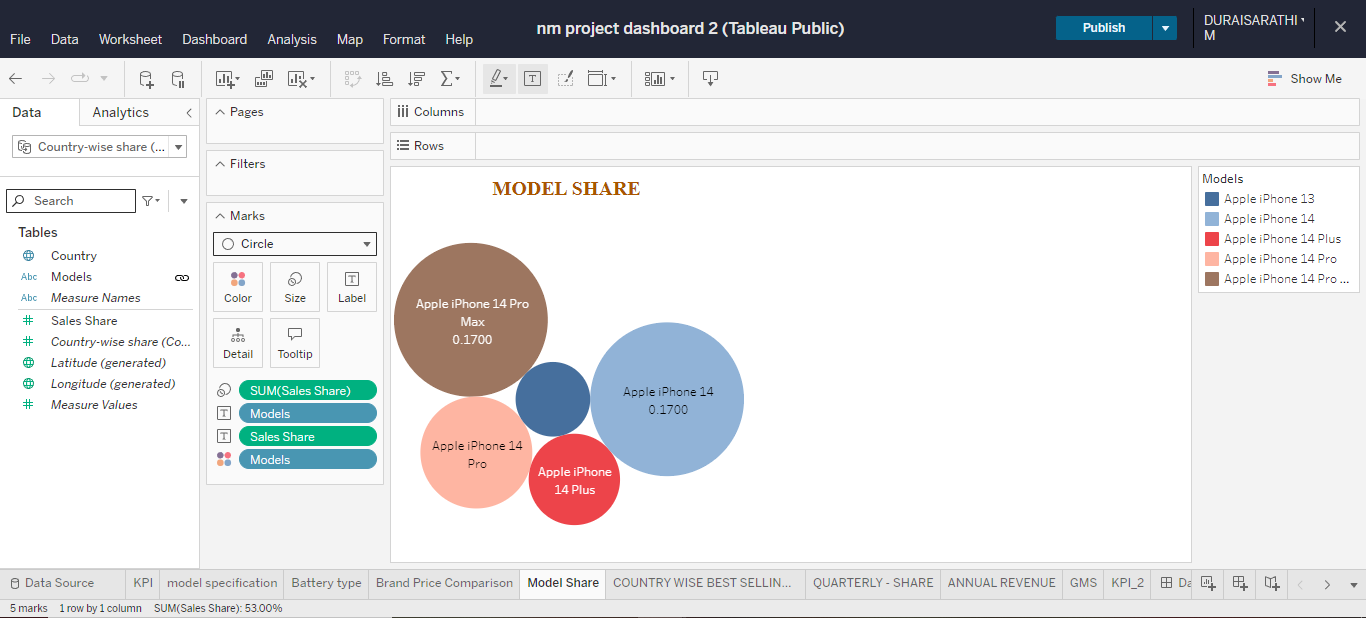 nm project dashboard 2 (Tableau Public)
Publish
DURAISARATHI
M
File Data Worksheet Dashboard Analysis Map Format Help
Show Me
Data Analytics
Pages
Columns
Country-wise share (...
Rows
Filters
Search
Tables
Country
Abc Models
Abc Measure Names
Sales Share
Country-wise share (Co...
Latitude (generated)
Longitude (generated)
Measure Values
Marks
Circle
Color Size Label
Detail Tooltip
SUM(Sales Share)
Models
Sales Share
Models
MODEL SHARE
Apple iPhone 14 Pro
Max
0.1700
Apple iPhone 14
0.1700
Apple iPhone 14
Pro
Apple iPhone
14 Plus
Models
Apple iPhone 13
Apple iPhone 14
Apple iPhone 14 Plus
Apple iPhone 14 Pro
Apple iPhone 14 Pro ...
Data Source KPI model specification Battery type Brand Price Comparison Model Share COUNTRY WISE BEST SELLIN... QUARTERLY - SHARE ANNUAL REVENUE GMS KPI_2 Da
5 marks 1 row by 1 column SUM(Sales Share): 53.00%